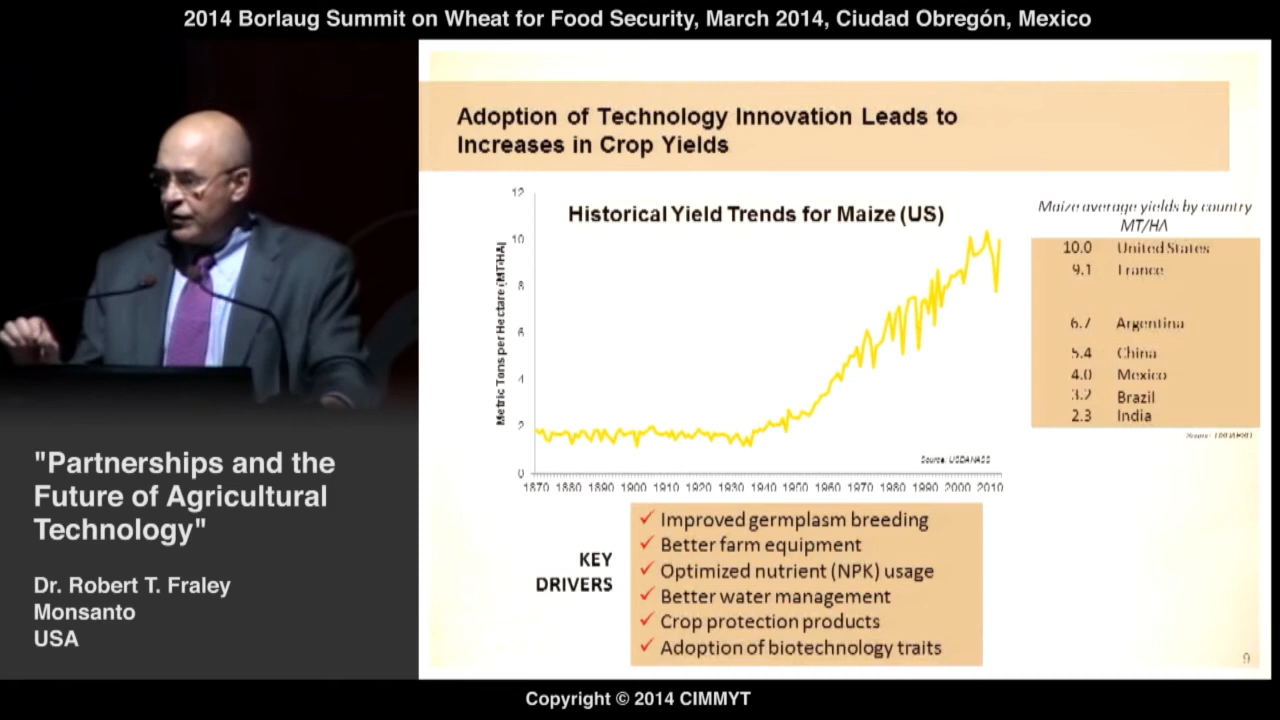 2014 Borlaug Summit on Wheat for Food Security, March 2014, Ciudad Obregón, Mexico
Adoption of Technology Innovation Leads to
Increases in Crop Yields
Historical Yield Trends for Maize (US)
Metric Tons per Hectare (MT/HA)
12
10
8
6
4
2
0
1870 1880 1890 1900 1910 1920 1930 1940 1950 1960 1970 1980 1990 2000 2010
Source: USDA NASS
Maize average yields by country
MT/HA
10.0 United States
9.1 France
6.7 Argentina
5.4 China
4.0 Mexico
3.2 Brazil
2.3 India
KEY
DRIVERS
✓ Improved germplasm breeding
✓ Better farm equipment
✓ Optimized nutrient (NPK) usage
✓ Better water management
✓ Crop protection products
✓ Adoption of biotechnology traits
9
"Partnerships and the
Future of Agricultural
Technology"
Dr. Robert T. Fraley
Monsanto
USA
Copyright © 2014 CIMMYT